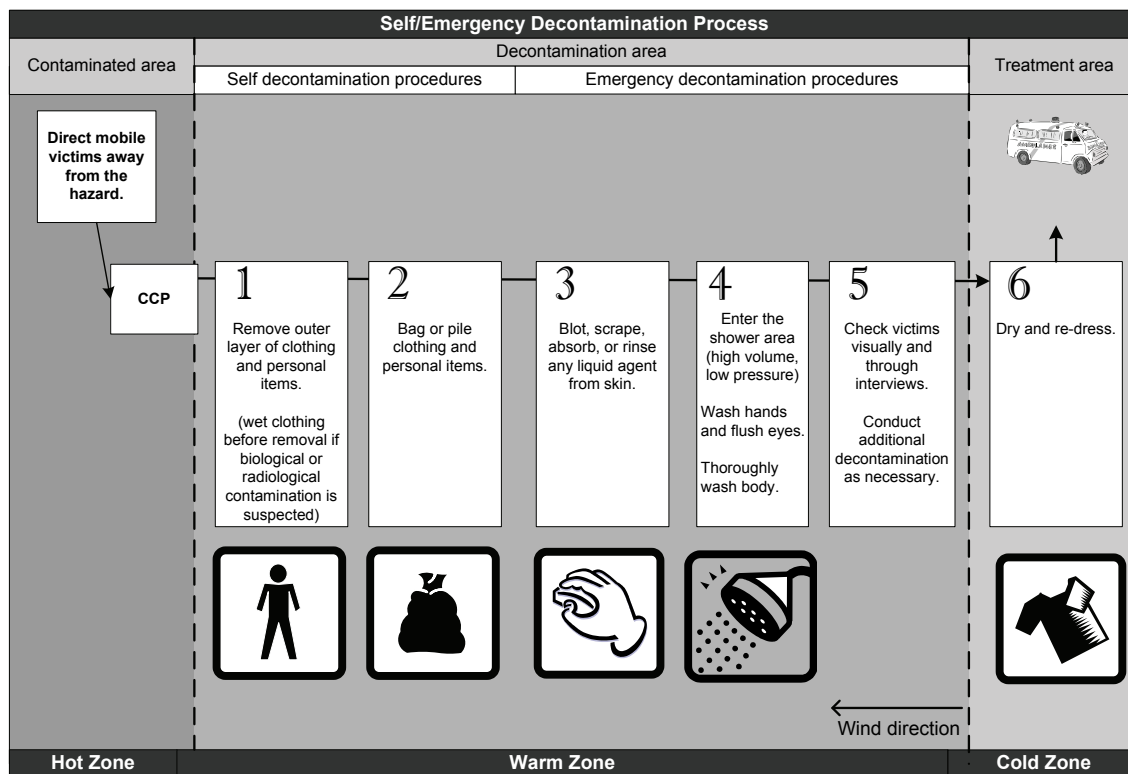 Self/Emergency Decontamination Process
Contaminated area
Decontamination area
Self decontamination procedures
Emergency decontamination procedures
Treatment area
Direct mobile
victims away
from the
hazard.
AMBULANCE
CCP
1
Remove outer
layer of clothing
and personal
items.
(wet clothing
before removal if
biological or
radiological
contamination is
suspected)
2
Bag or pile
clothing and
personal items.
3
Blot, scrape,
absorb, or rinse
any liquid agent
from skin.
4
Enter the
shower area
(high volume,
low pressure)
Wash hands
and flush eyes.
Thoroughly
wash body.
5
Check victims
visually and
through
interviews.
Conduct
additional
decontamination
as necessary.
6
Dry and re-dress.
Wind direction
Hot Zone
Warm Zone
Cold Zone